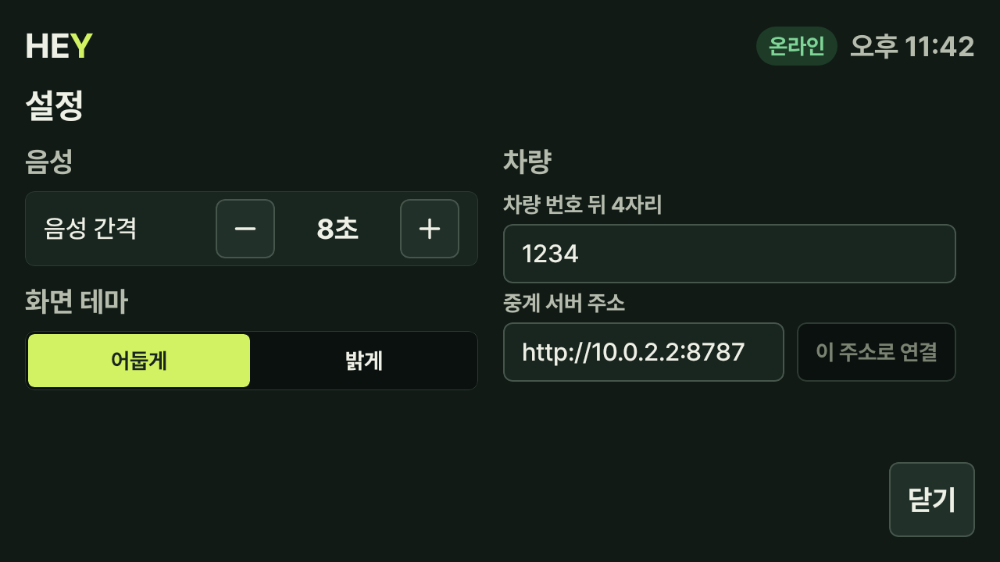 HEY
온라인 오후 11:42
설정
음성
음성 간격 − 8초 +
화면 테마
어둡게 밝게
차량
차량 번호 뒤 4자리
1234
중계 서버 주소
http://10.0.2.2:8787 이 주소로 연결
닫기